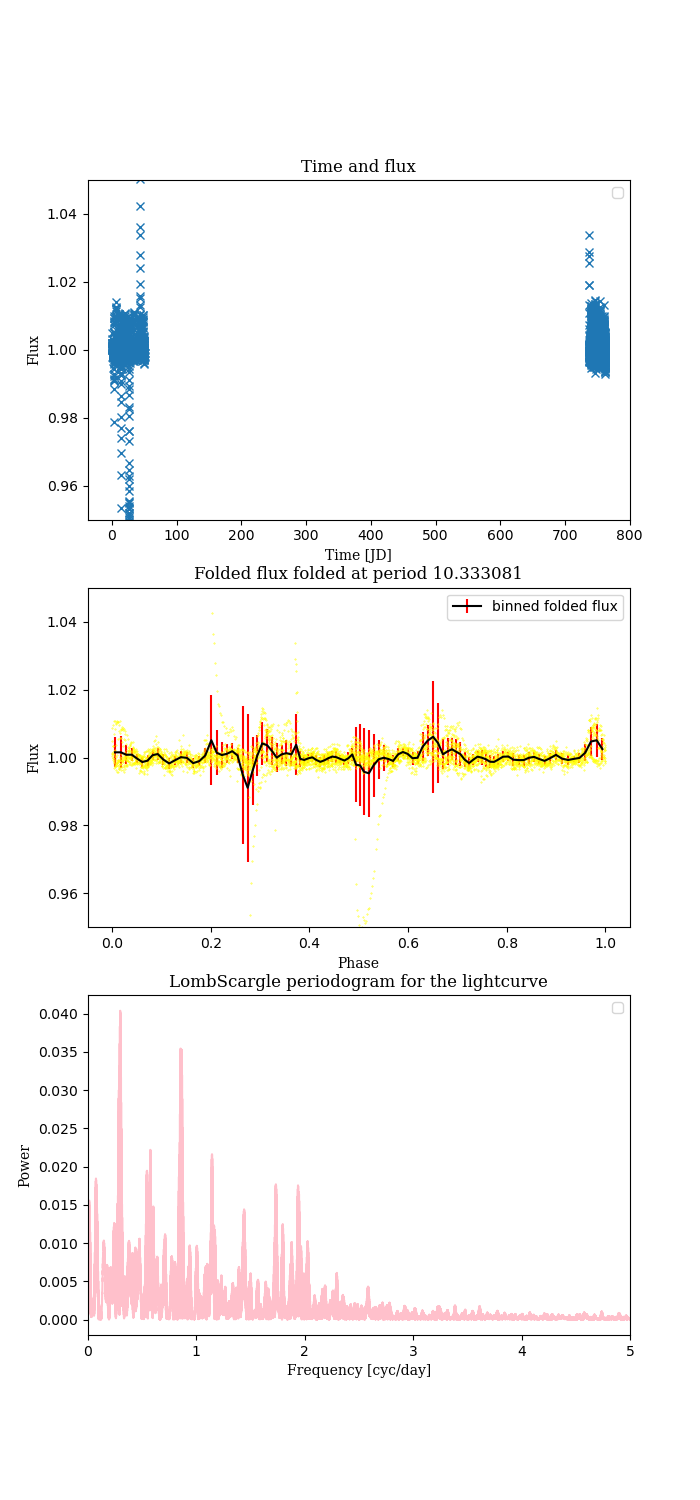 Time and flux
Flux
1.04
1.02
1.00
0.98
0.96
0 100 200 300 400 500 600 700 800
Time [JD]
Folded flux folded at period 10.333081
binned folded flux
Flux
1.04
1.02
1.00
0.98
0.96
0.0 0.2 0.4 0.6 0.8 1.0
Phase
LombScargle periodogram for the lightcurve
Power
0.040
0.035
0.030
0.025
0.020
0.015
0.010
0.005
0.000
0 1 2 3 4 5
Frequency [cyc/day]